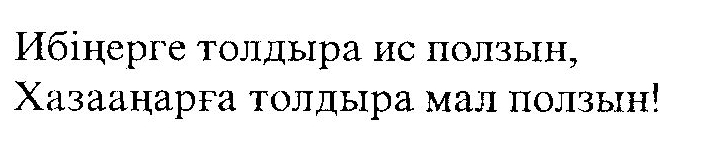 Ибіңерге толдыра ис ползын,
Хазааңарға толдыра мал ползын!